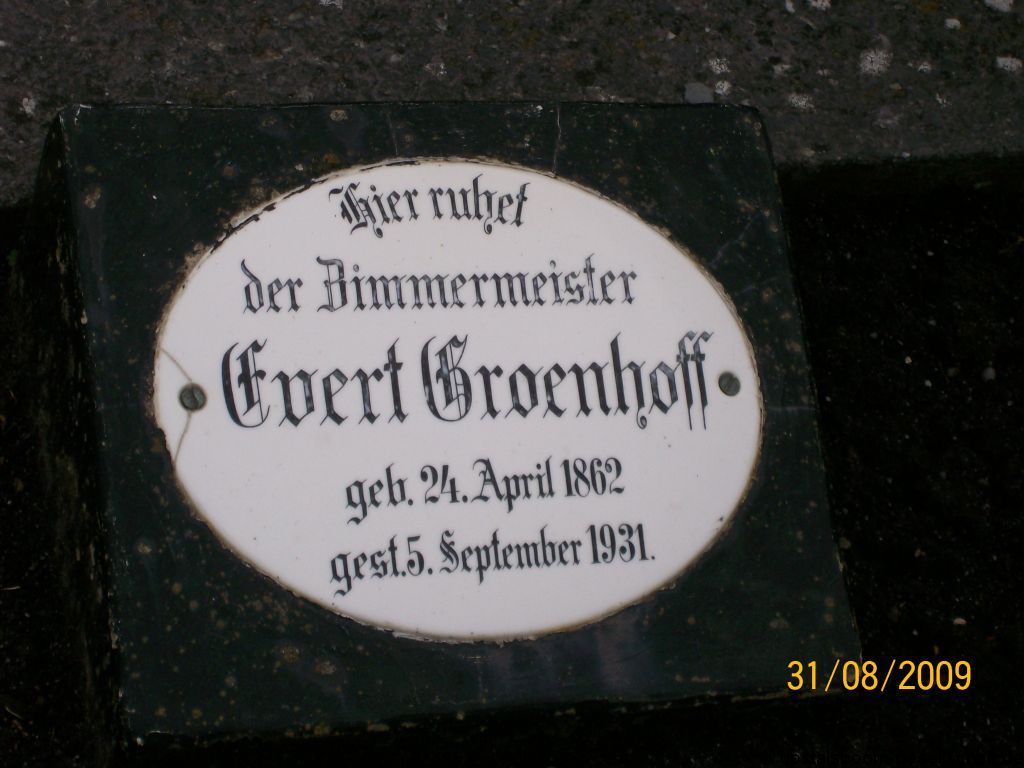 Hier ruhet
der Zimmermeister
Evert Groenhoff
geb. 24. April 1862
gest. 5. September 1931.
31/08/2009